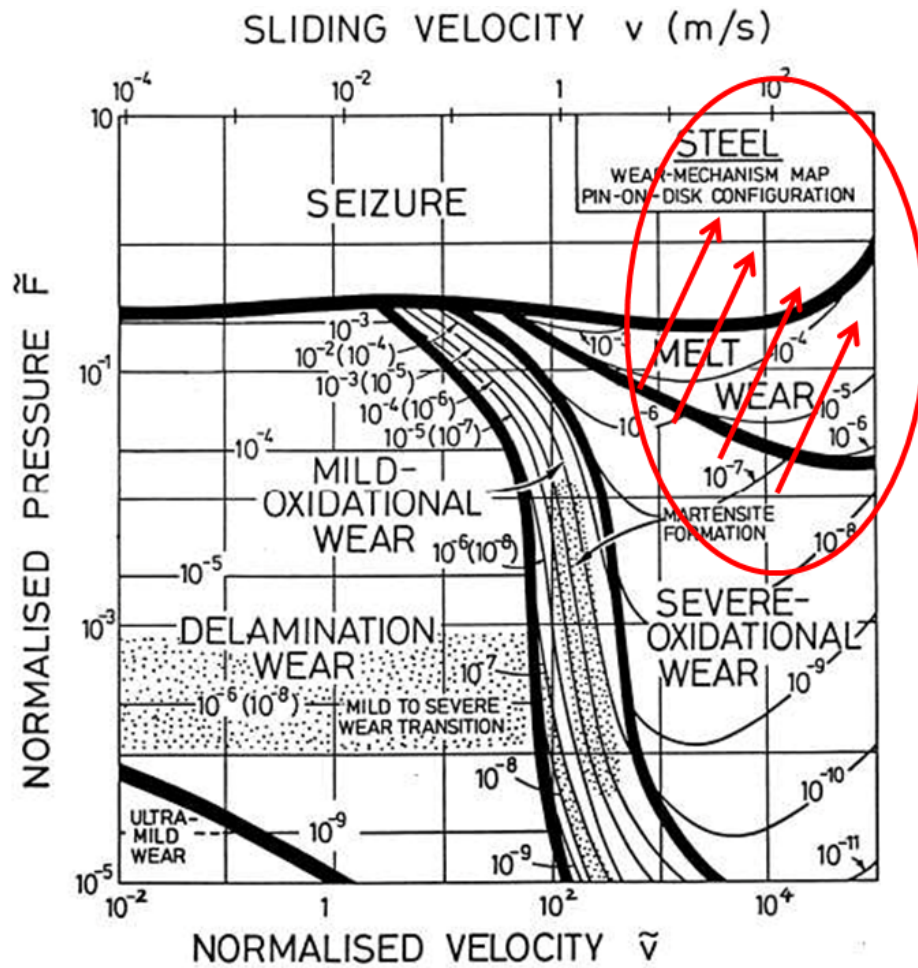 SLIDING VELOCITY v (m/s)
10⁻⁴ 10⁻² 1 10²
10
STEEL
WEAR-MECHANISM MAP
PIN-ON-DISK CONFIGURATION
SEIZURE
NORMALISED PRESSURE F̃
10⁻³
10⁻²(10⁻⁴)
10⁻³(10⁻⁵)
10⁻⁴(10⁻⁶)
10⁻⁵(10⁻⁷)
10⁻¹
10⁻³
MELT
10⁻⁴
WEAR
10⁻⁵
10⁻⁶
10⁻⁶
10⁻⁷
10⁻⁴
MILD-
OXIDATIONAL
WEAR
MARTENSITE
FORMATION
10⁻⁸
10⁻⁶(10⁻⁸)
10⁻⁵
10⁻³
DELAMINATION
WEAR
SEVERE-
OXIDATIONAL
WEAR
10⁻⁷
10⁻⁹
10⁻⁶(10⁻⁸)
MILD TO SEVERE
WEAR TRANSITION
10⁻⁸
10⁻¹⁰
ULTRA-
MILD
WEAR
10⁻⁹
10⁻⁹
10⁻¹¹
10⁻⁵
10⁻² 1 10² 10⁴
NORMALISED VELOCITY ṽ